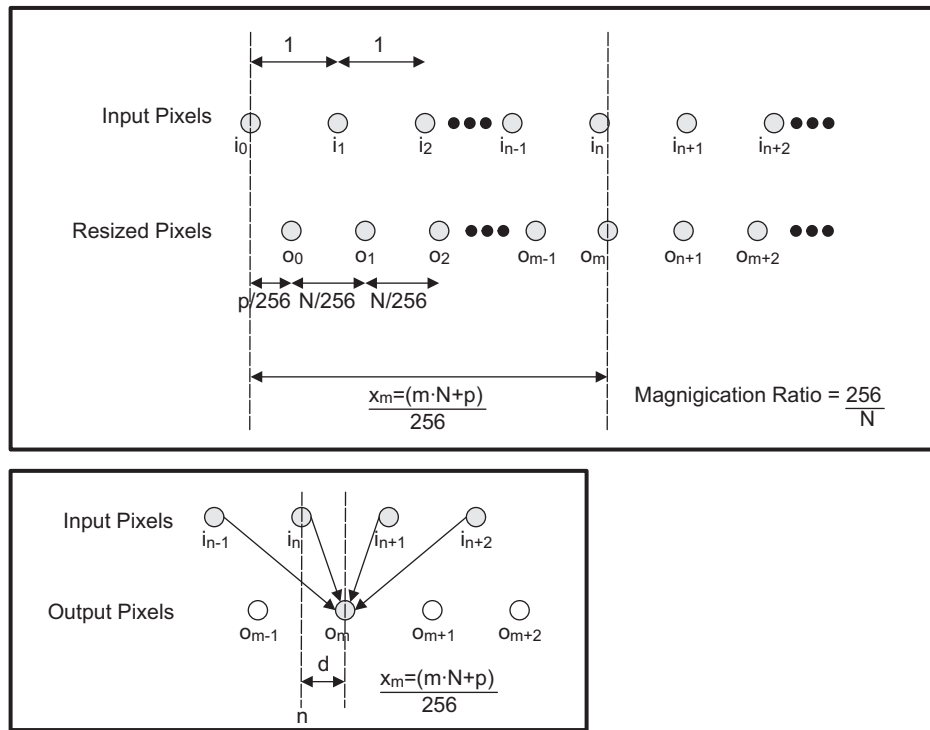 1 1
Input Pixels
i0 i1 i2 in-1 in in+1 in+2
Resized Pixels
o0 o1 o2 om-1 om on+1 om+2
p/256 N/256 N/256
xm=(m·N+p)
256
Magnigication Ratio = 256
N
Input Pixels
in-1 in in+1 in+2
Output Pixels
om-1 om om+1 om+2
d
xm=(m·N+p)
256
n